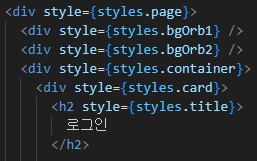 <div style={styles.page}>
<div style={styles.bgOrb1} />
<div style={styles.bgOrb2} />
<div style={styles.container}>
<div style={styles.card}>
<h2 style={styles.title}>
로그인
</h2>